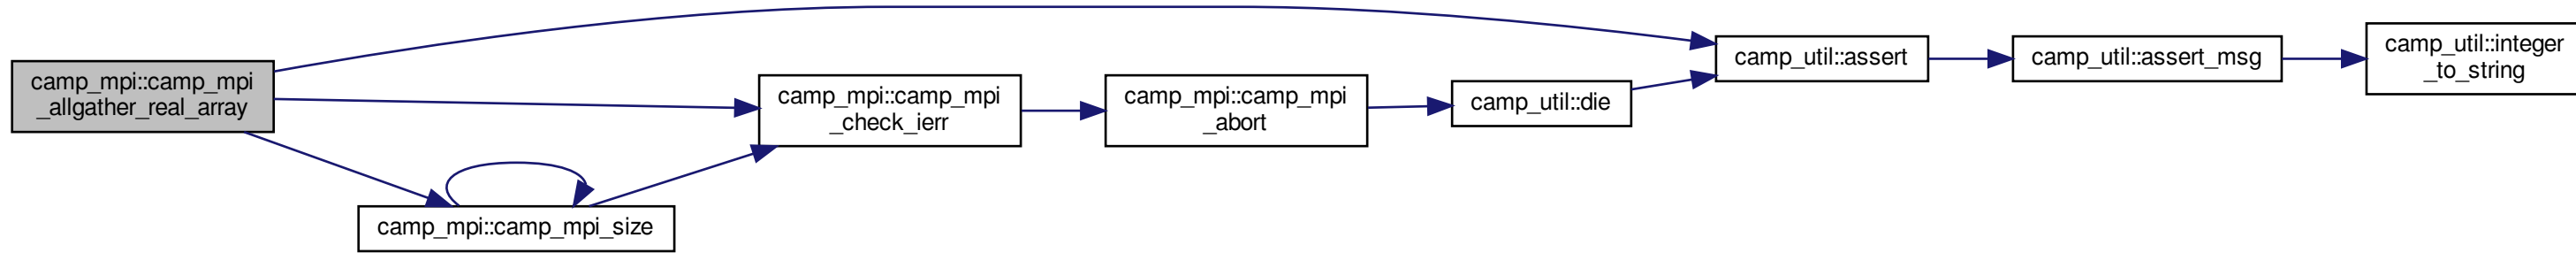 camp_mpi::camp_mpi
_allgather_real_array
camp_mpi::camp_mpi_size
camp_mpi::camp_mpi
_check_ierr
camp_mpi::camp_mpi
_abort
camp_util::die
camp_util::assert
camp_util::assert_msg
camp_util::integer
_to_string